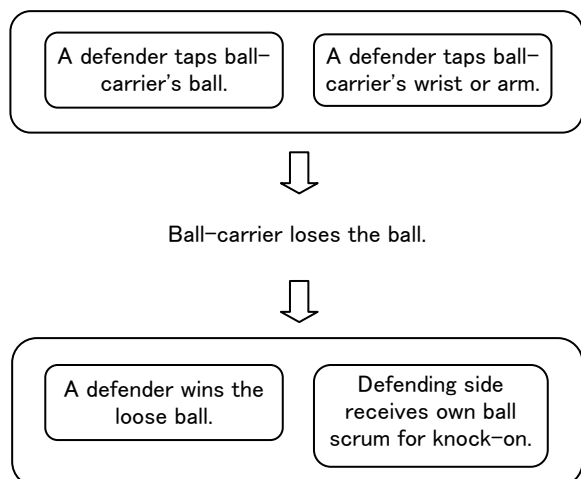 A defender taps ball-
carrier's ball.
A defender taps ball-
carrier's wrist or arm.
Ball-carrier loses the ball.
A defender wins the
loose ball.
Defending side
receives own ball
scrum for knock-on.